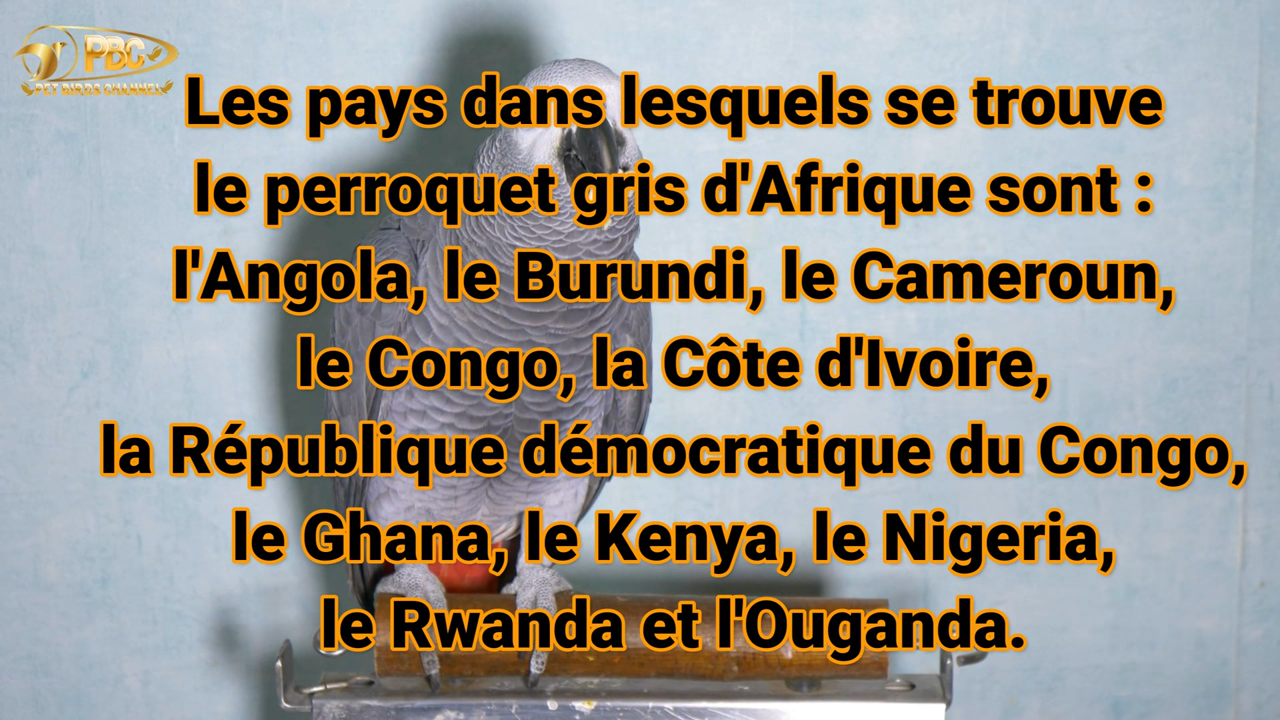 PBC
PET BIRDS CHANNEL
Les pays dans lesquels se trouve
le perroquet gris d'Afrique sont :
l'Angola, le Burundi, le Cameroun,
le Congo, la Côte d'Ivoire,
la République démocratique du Congo,
le Ghana, le Kenya, le Nigeria,
le Rwanda et l'Ouganda.